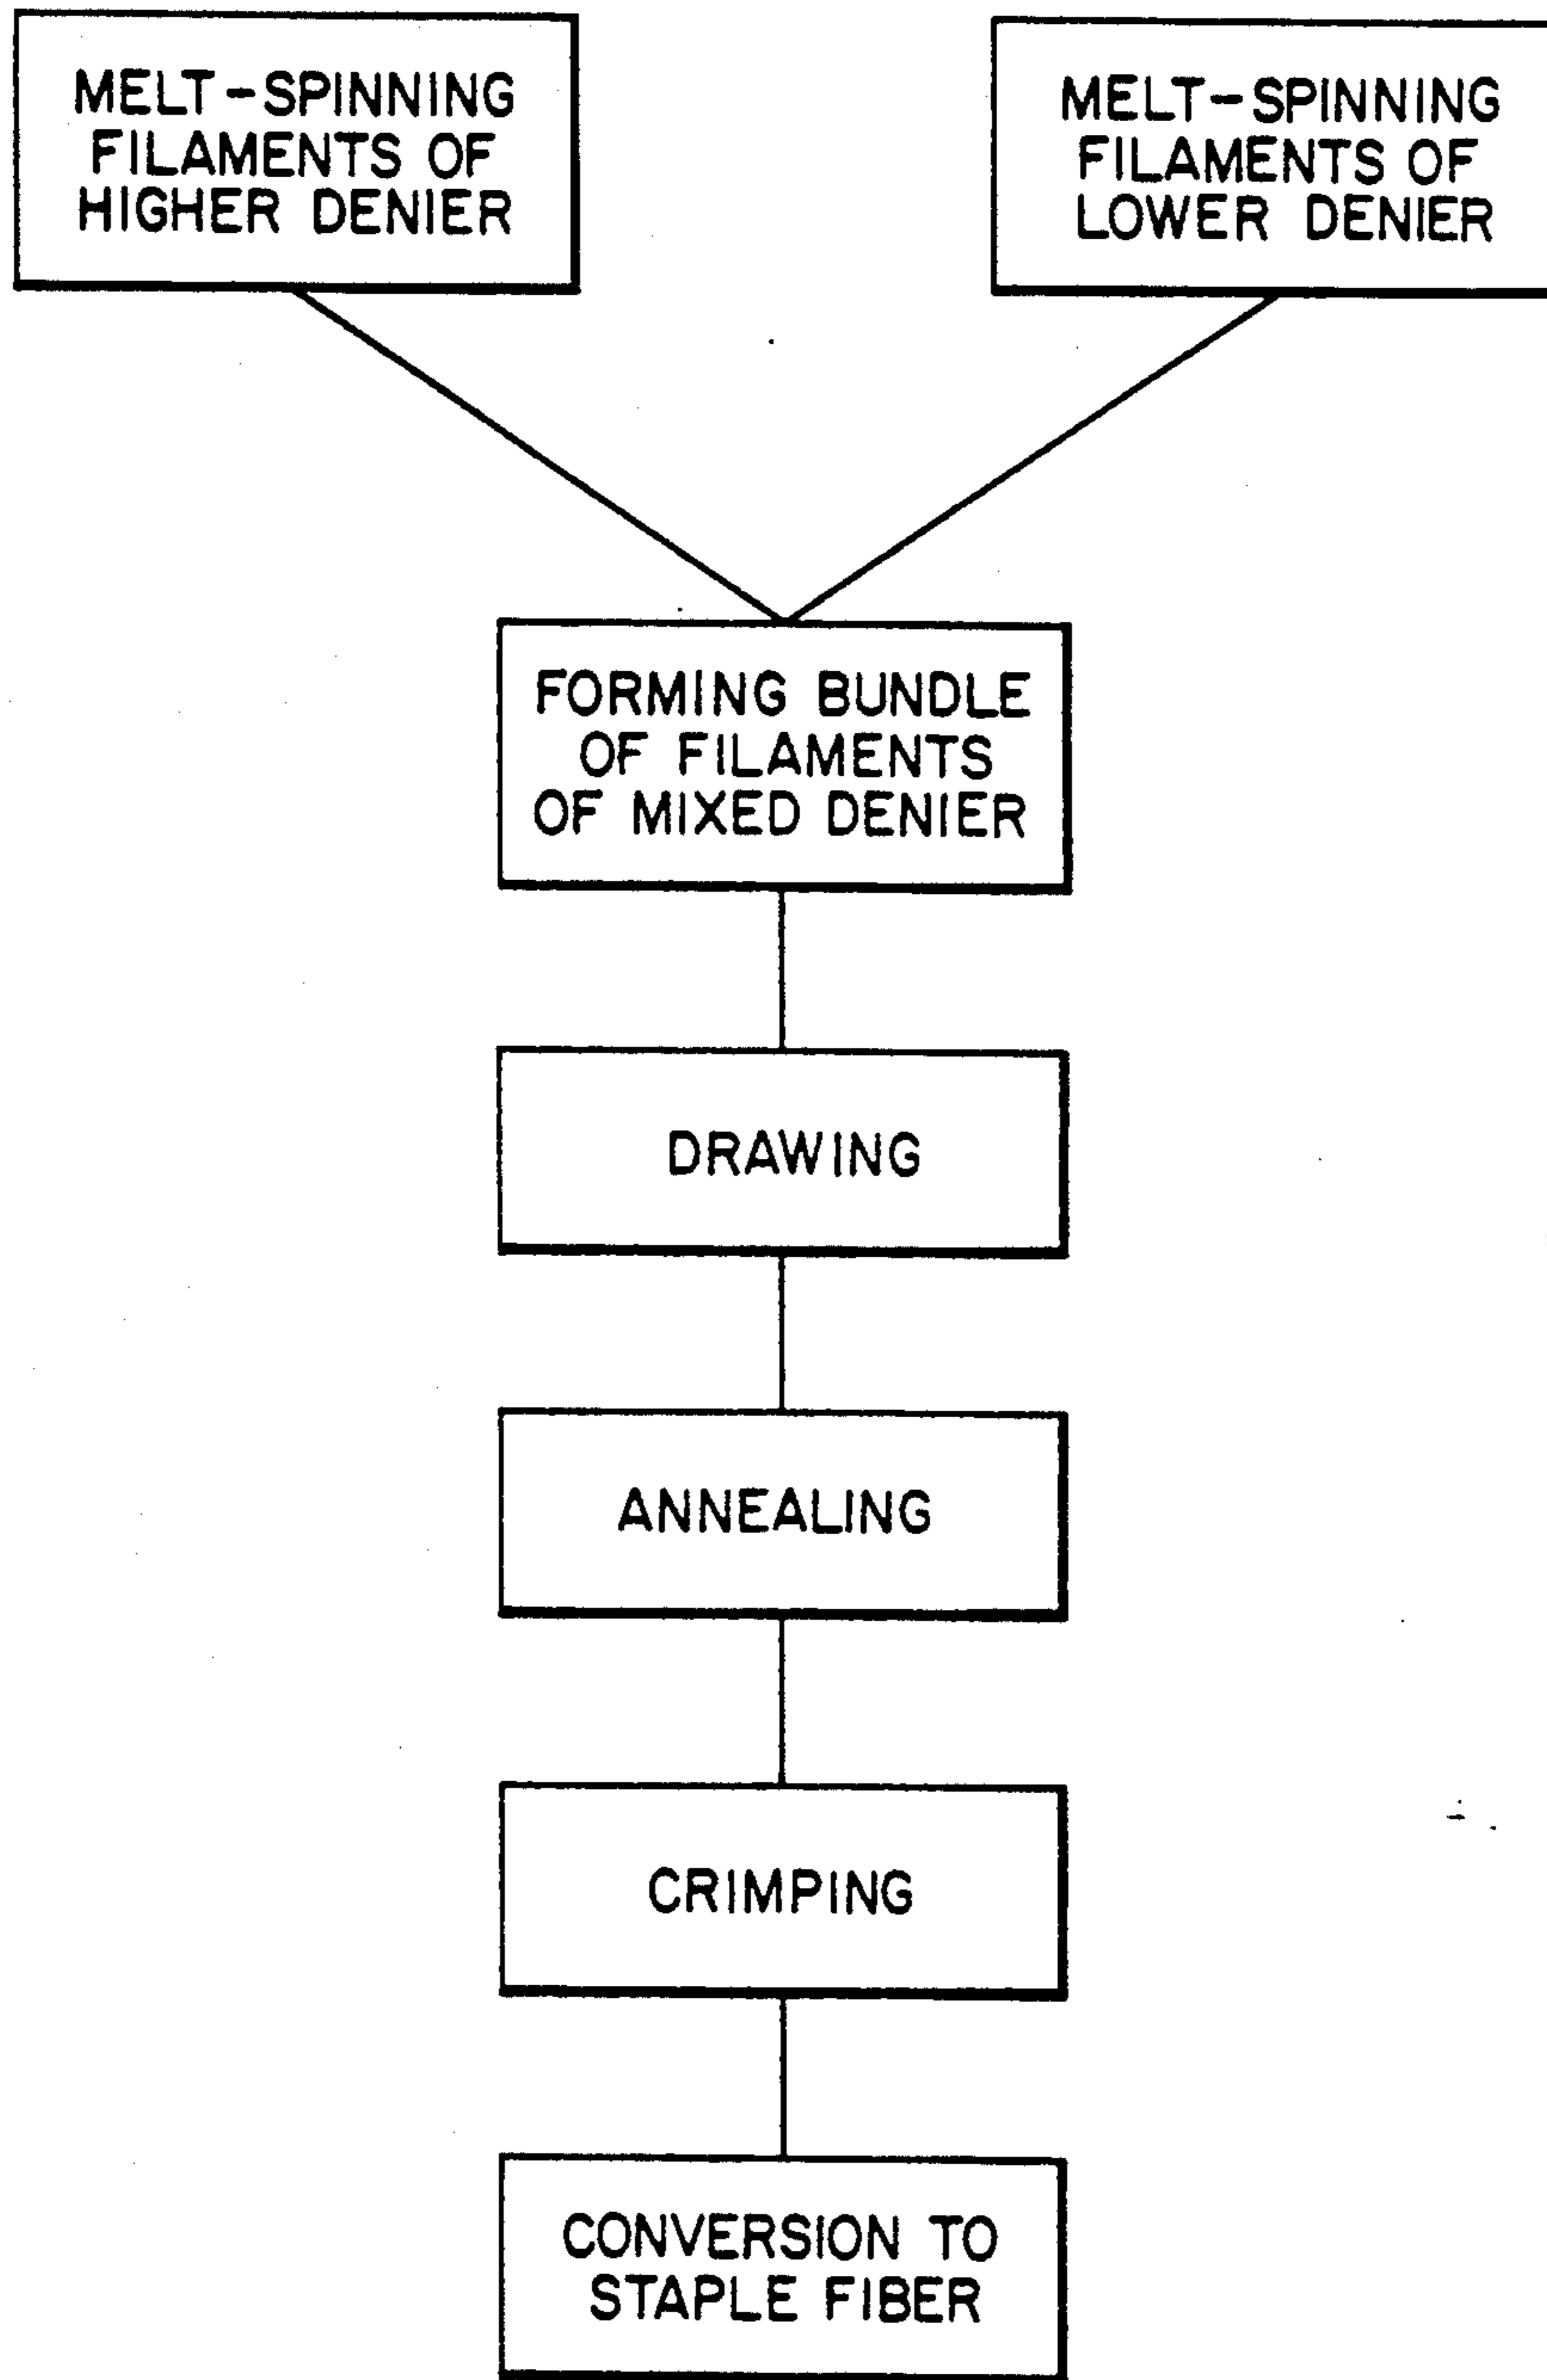 MELT-SPINNING
FILAMENTS OF
HIGHER DENIER
MELT-SPINNING
FILAMENTS OF
LOWER DENIER
FORMING BUNDLE
OF FILAMENTS
OF MIXED DENIER
DRAWING
ANNEALING
CRIMPING
CONVERSION TO
STAPLE FIBER